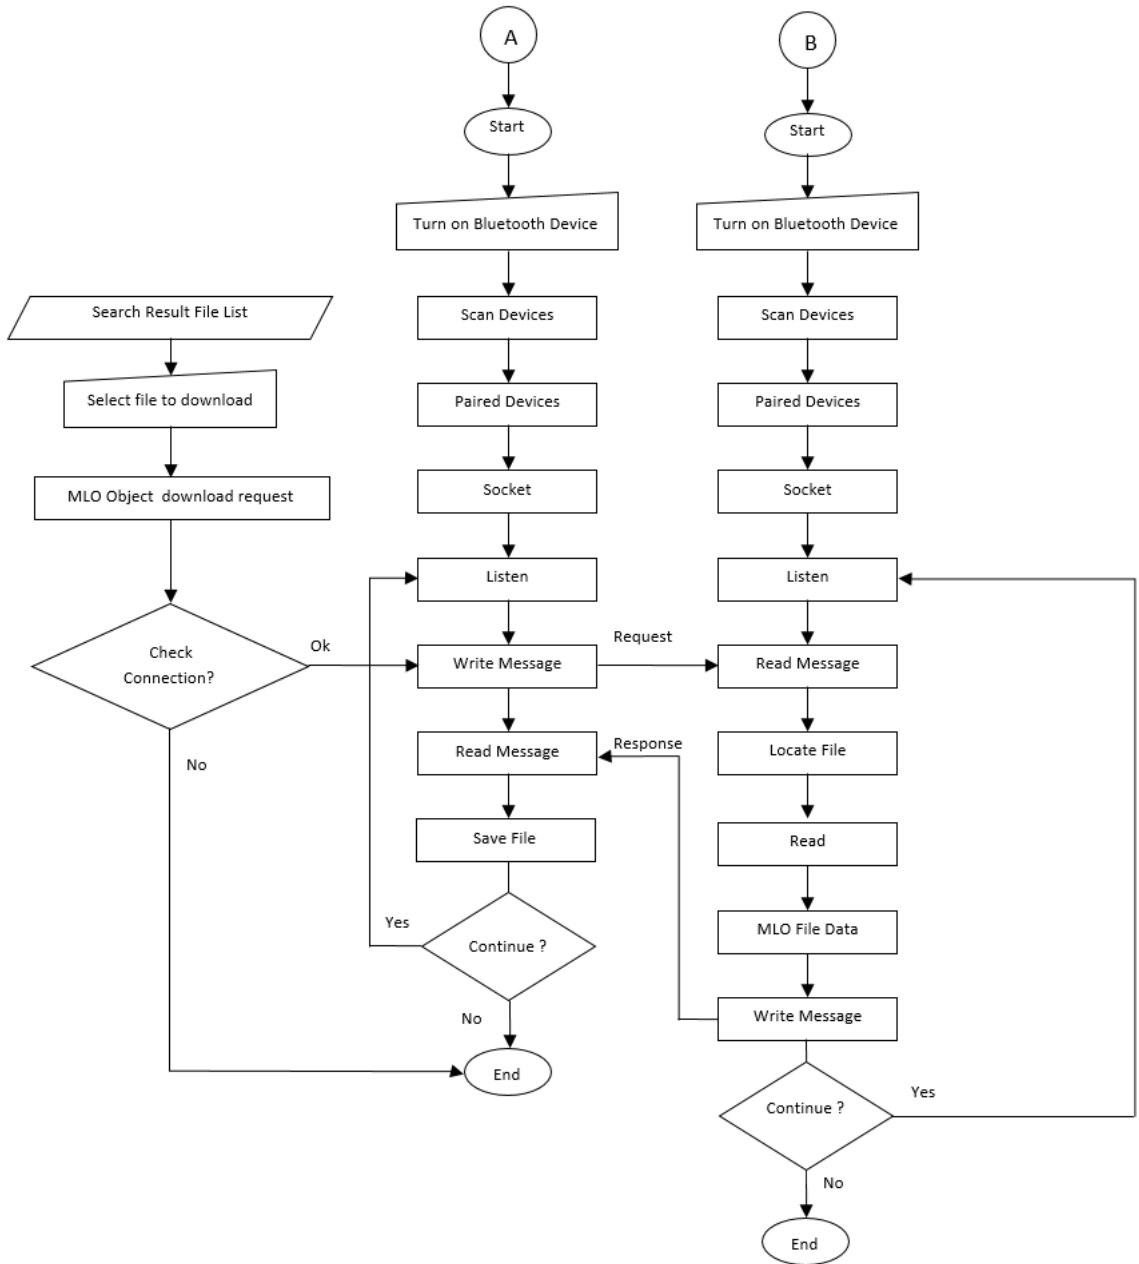 A
B
Start
Start
Turn on Bluetooth Device
Turn on Bluetooth Device
Search Result File List
Scan Devices
Scan Devices
Select file to download
Paired Devices
Paired Devices
MLO Object download request
Socket
Socket
Listen
Listen
Check
Connection?
Ok
Write Message
Request
Read Message
No
Read Message
Response
Locate File
Save File
Read
Yes
Continue ?
MLO File Data
No
Write Message
End
Continue ?
Yes
No
End